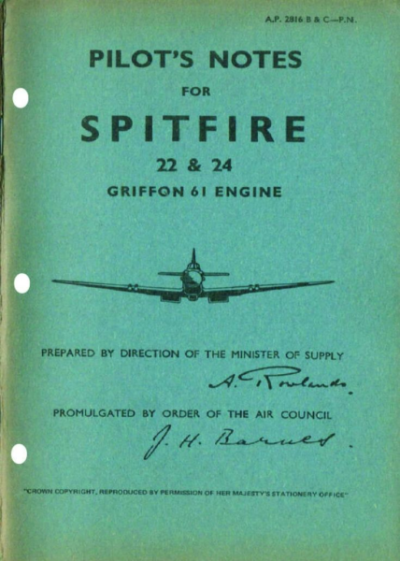 A.P. 2816 B & C.—P.N.
PILOT'S NOTES
FOR
SPITFIRE
22 & 24
GRIFFON 61 ENGINE
PREPARED BY DIRECTION OF THE MINISTER OF SUPPLY
A. Rowlands.
PROMULGATED BY ORDER OF THE AIR COUNCIL
J. H. Barnes.
"CROWN COPYRIGHT, REPRODUCED BY PERMISSION OF HER MAJESTY'S STATIONERY OFFICE"